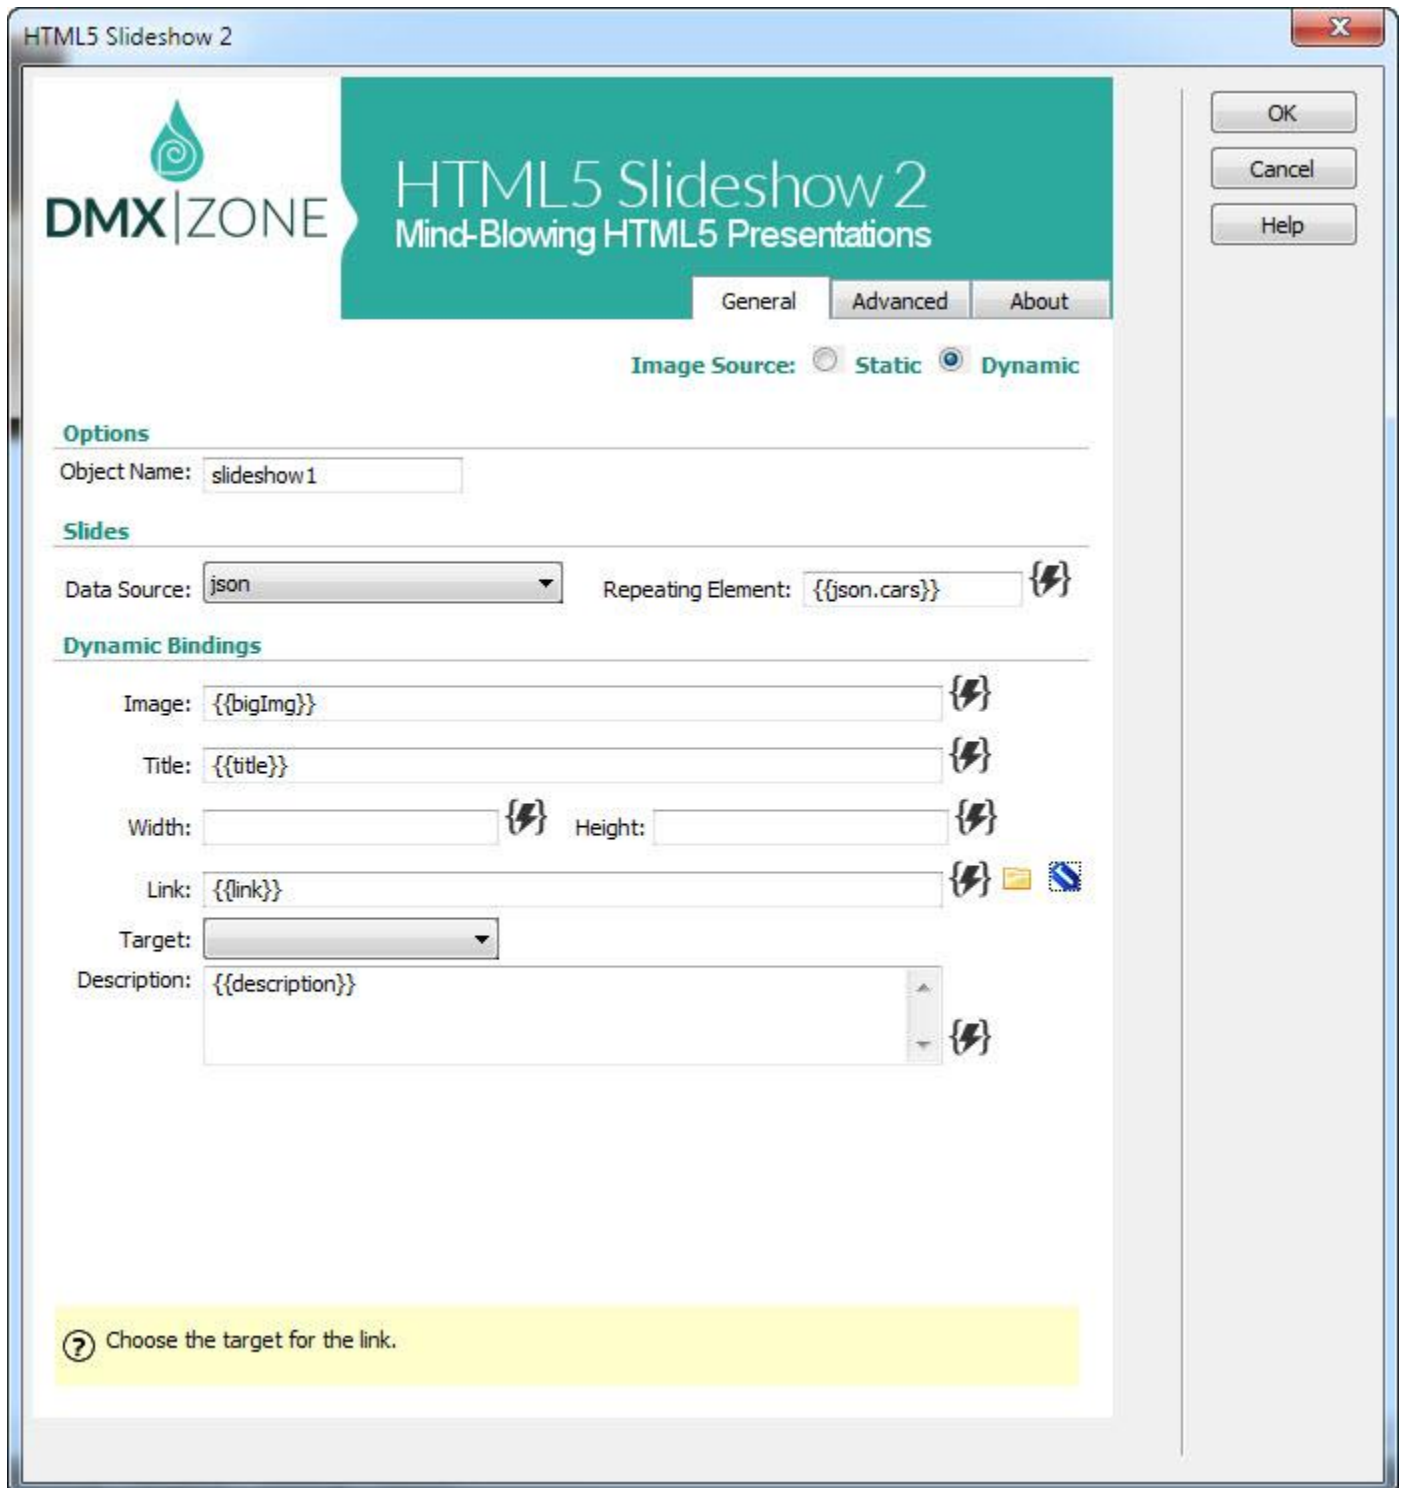 HTML5 Slideshow 2
DMX|ZONE
HTML5 Slideshow 2
Mind-Blowing HTML5 Presentations
General Advanced About
OK
Cancel
Help
Image Source: Static Dynamic
Options
Object Name: slideshow1
Slides
Data Source: json Repeating Element: {{json.cars}}
Dynamic Bindings
Image: {{bigImg}}
Title: {{title}}
Width: Height:
Link: {{link}}
Target:
Description: {{description}}
Choose the target for the link.